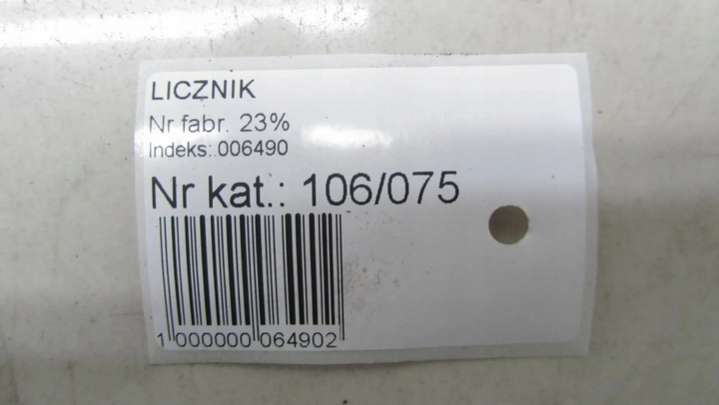 LICZNIK
Nr fabr. 23%
Indeks: 006490
Nr kat.: 106/075
1 000000 064902